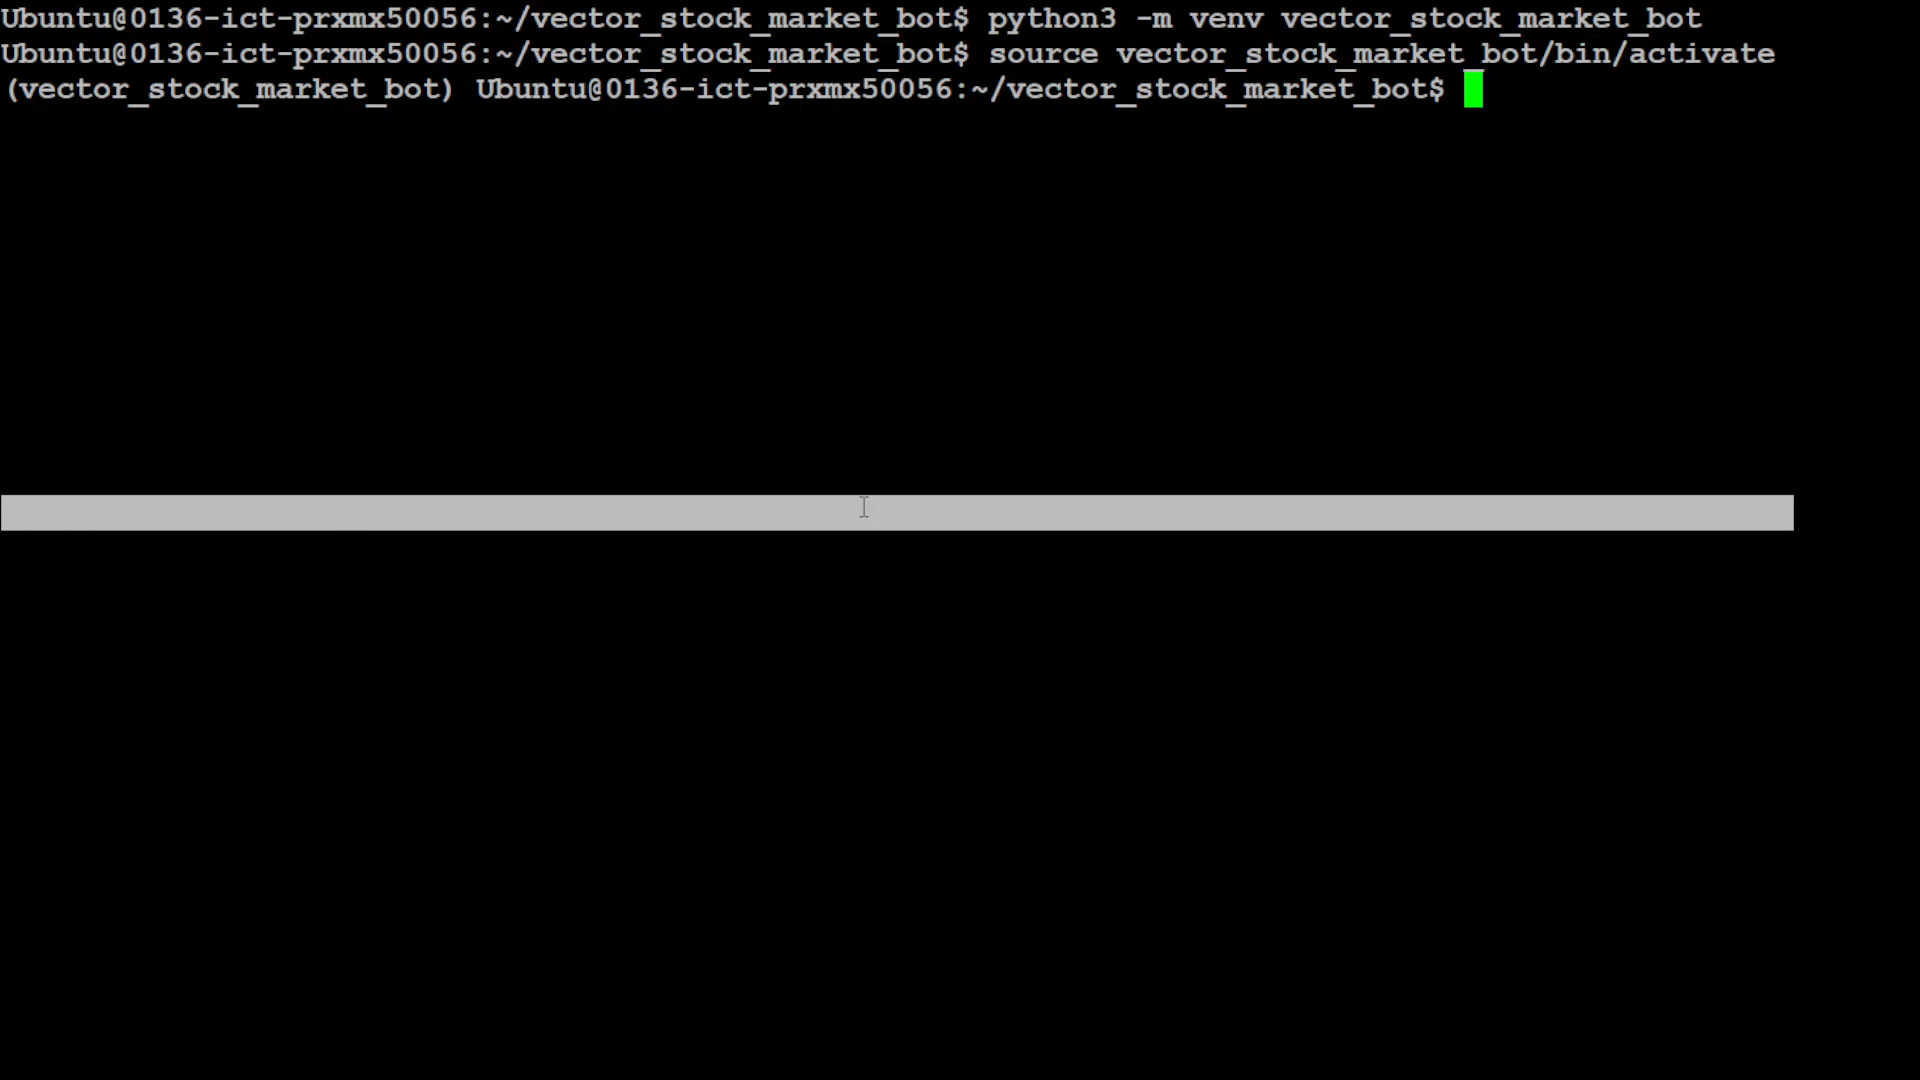 Ubuntu@0136-ict-prxmx50056:~/vector_stock_market_bot$ python3 -m venv vector_stock_market_bot
Ubuntu@0136-ict-prxmx50056:~/vector_stock_market_bot$ source vector_stock_market_bot/bin/activate
(vector_stock_market_bot) Ubuntu@0136-ict-prxmx50056:~/vector_stock_market_bot$